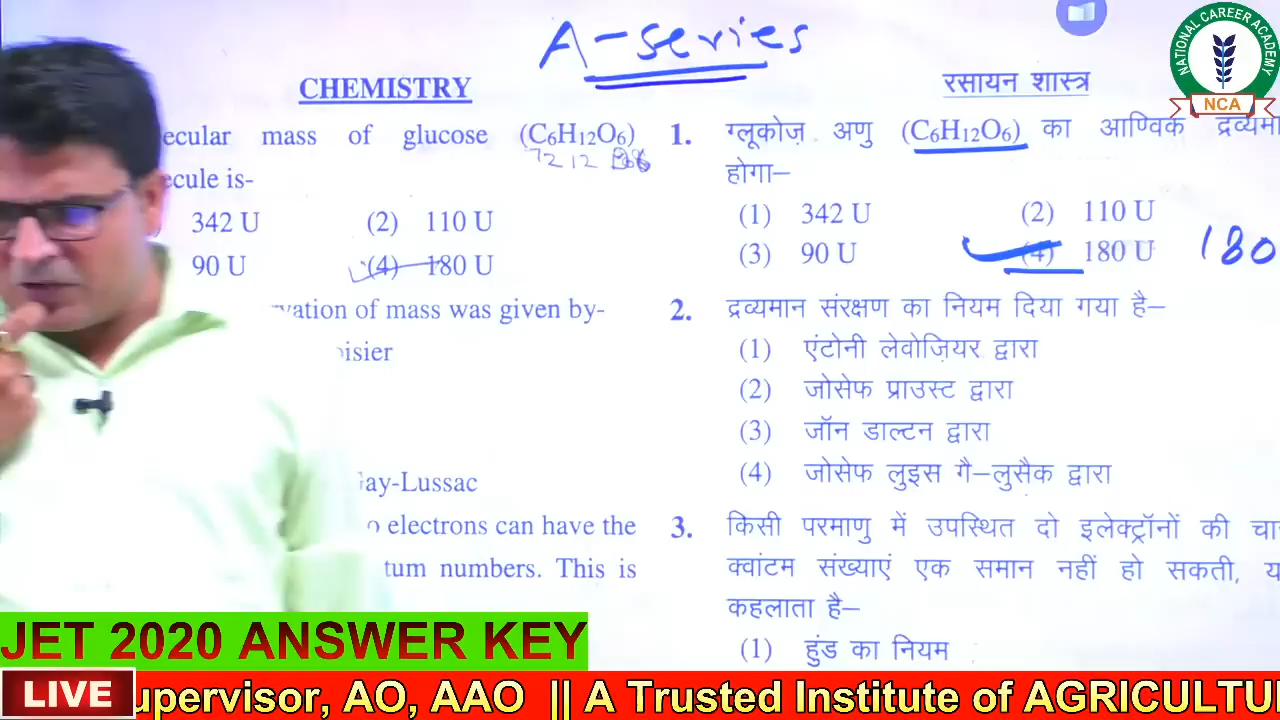 A-series
CHEMISTRY
ecular mass of glucose (C6H12O6)
72 12
ecule is-
342 U (2) 110 U
90 U (4) 180 U
vation of mass was given by-
oisier
ay-Lussac
o electrons can have the
tum numbers. This is
रसायन शास्त्र
1. ग्लूकोज़ अणु (C6H12O6) का आण्विक द्रव्यमा
होगा–
(1) 342 U (2) 110 U
(3) 90 U (4) 180 U 180
2. द्रव्यमान संरक्षण का नियम दिया गया है–
(1) एंटोनी लेवोज़ियर द्वारा
(2) जोसेफ प्राउस्ट द्वारा
(3) जॉन डाल्टन द्वारा
(4) जोसेफ लुइस गै–लुसैक द्वारा
3. किसी परमाणु में उपस्थित दो इलेक्ट्रॉनों की चा
क्वांटम संख्याएं एक समान नहीं हो सकती, य
कहलाता है–
(1) हुंड का नियम
NATIONAL CAREER ACADEMY
NCA
JET 2020 ANSWER KEY
LIVE upervisor, AO, AAO || A Trusted Institute of AGRICULTU